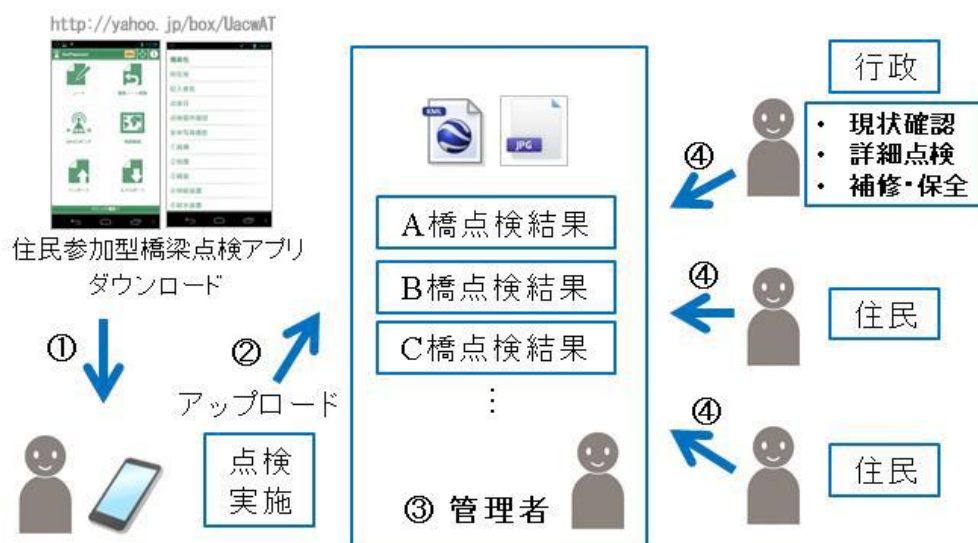 http://yahoo.jp/box/UacwAT
住民参加型橋梁点検アプリ
ダウンロード
①
②
アップロード
点検
実施
KML
JPG
A橋点検結果
B橋点検結果
C橋点検結果
⋮
③ 管理者
④
行政
・ 現状確認
・ 詳細点検
・ 補修・保全
④
住民
④
住民